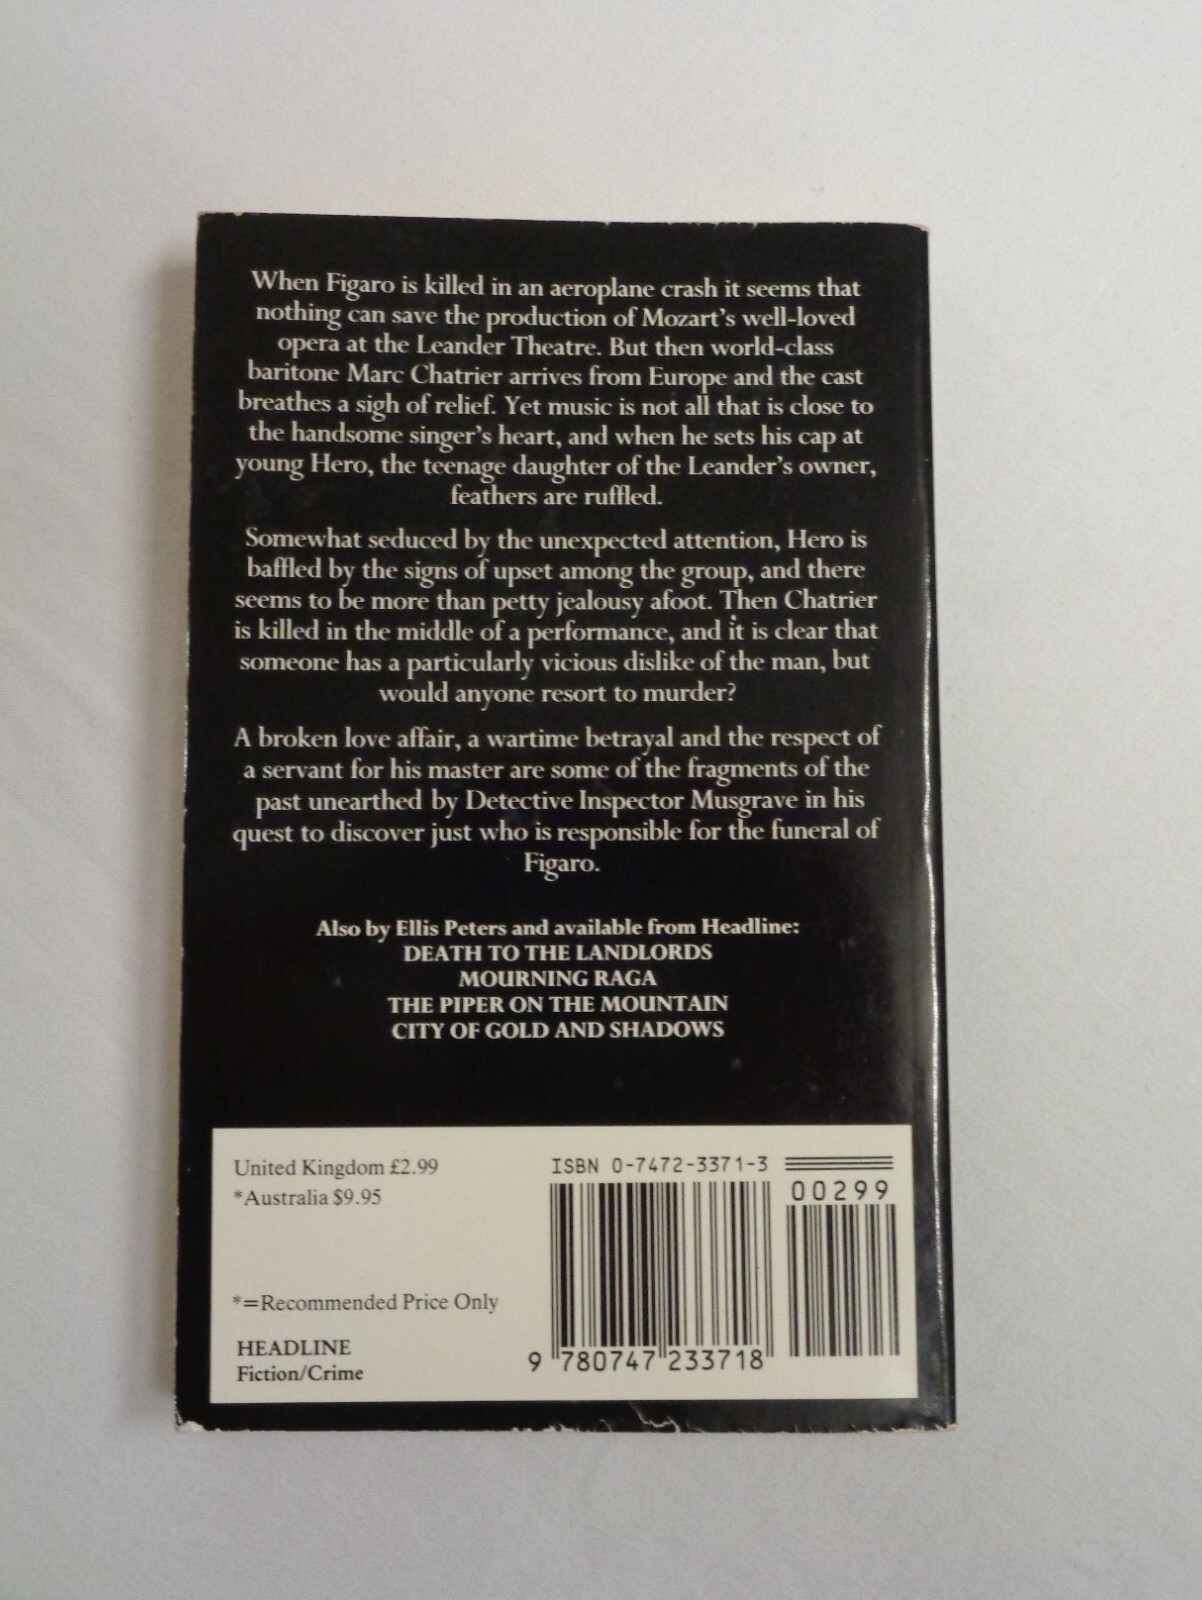 When Figaro is killed in an aeroplane crash it seems that
nothing can save the production of Mozart's well-loved
opera at the Leander Theatre. But then world-class
baritone Marc Chatrier arrives from Europe and the cast
breathes a sigh of relief. Yet music is not all that is close to
the handsome singer's heart, and when he sets his cap at
young Hero, the teenage daughter of the Leander's owner,
feathers are ruffled.
Somewhat seduced by the unexpected attention, Hero is
baffled by the signs of upset among the group, and there
seems to be more than petty jealousy afoot. Then Chatrier
is killed in the middle of a performance, and it is clear that
someone has a particularly vicious dislike of the man, but
would anyone resort to murder?
A broken love affair, a wartime betrayal and the respect of
a servant for his master are some of the fragments of the
past unearthed by Detective Inspector Musgrave in his
quest to discover just who is responsible for the funeral of
Figaro.
Also by Ellis Peters and available from Headline:
DEATH TO THE LANDLORDS
MOURNING RAGA
THE PIPER ON THE MOUNTAIN
CITY OF GOLD AND SHADOWS
United Kingdom £2.99
*Australia $9.95
*=Recommended Price Only
HEADLINE
Fiction/Crime
ISBN 0-7472-3371-3
00299
9 780747 233718